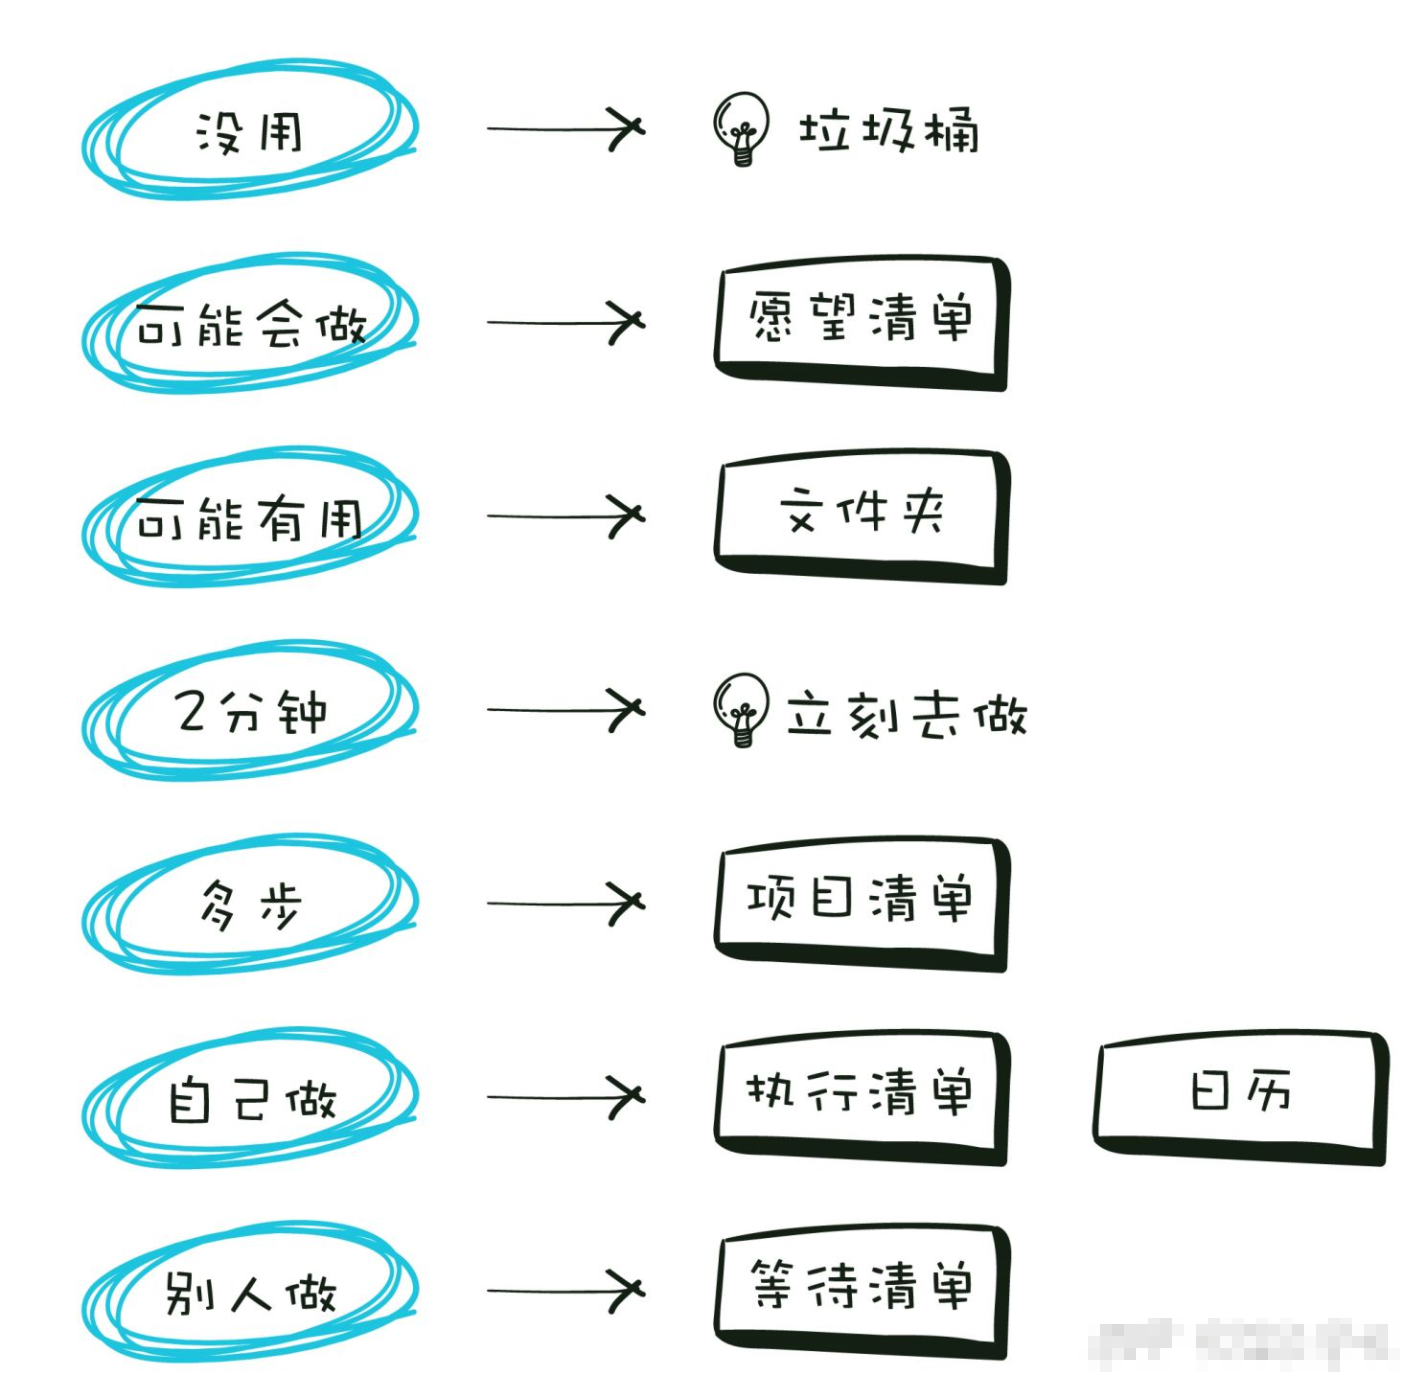 没用 垃圾桶
可能会做 愿望清单
可能有用 文件夹
2分钟 立刻去做
多步 项目清单
自己做 执行清单 日历
别人做 等待清单